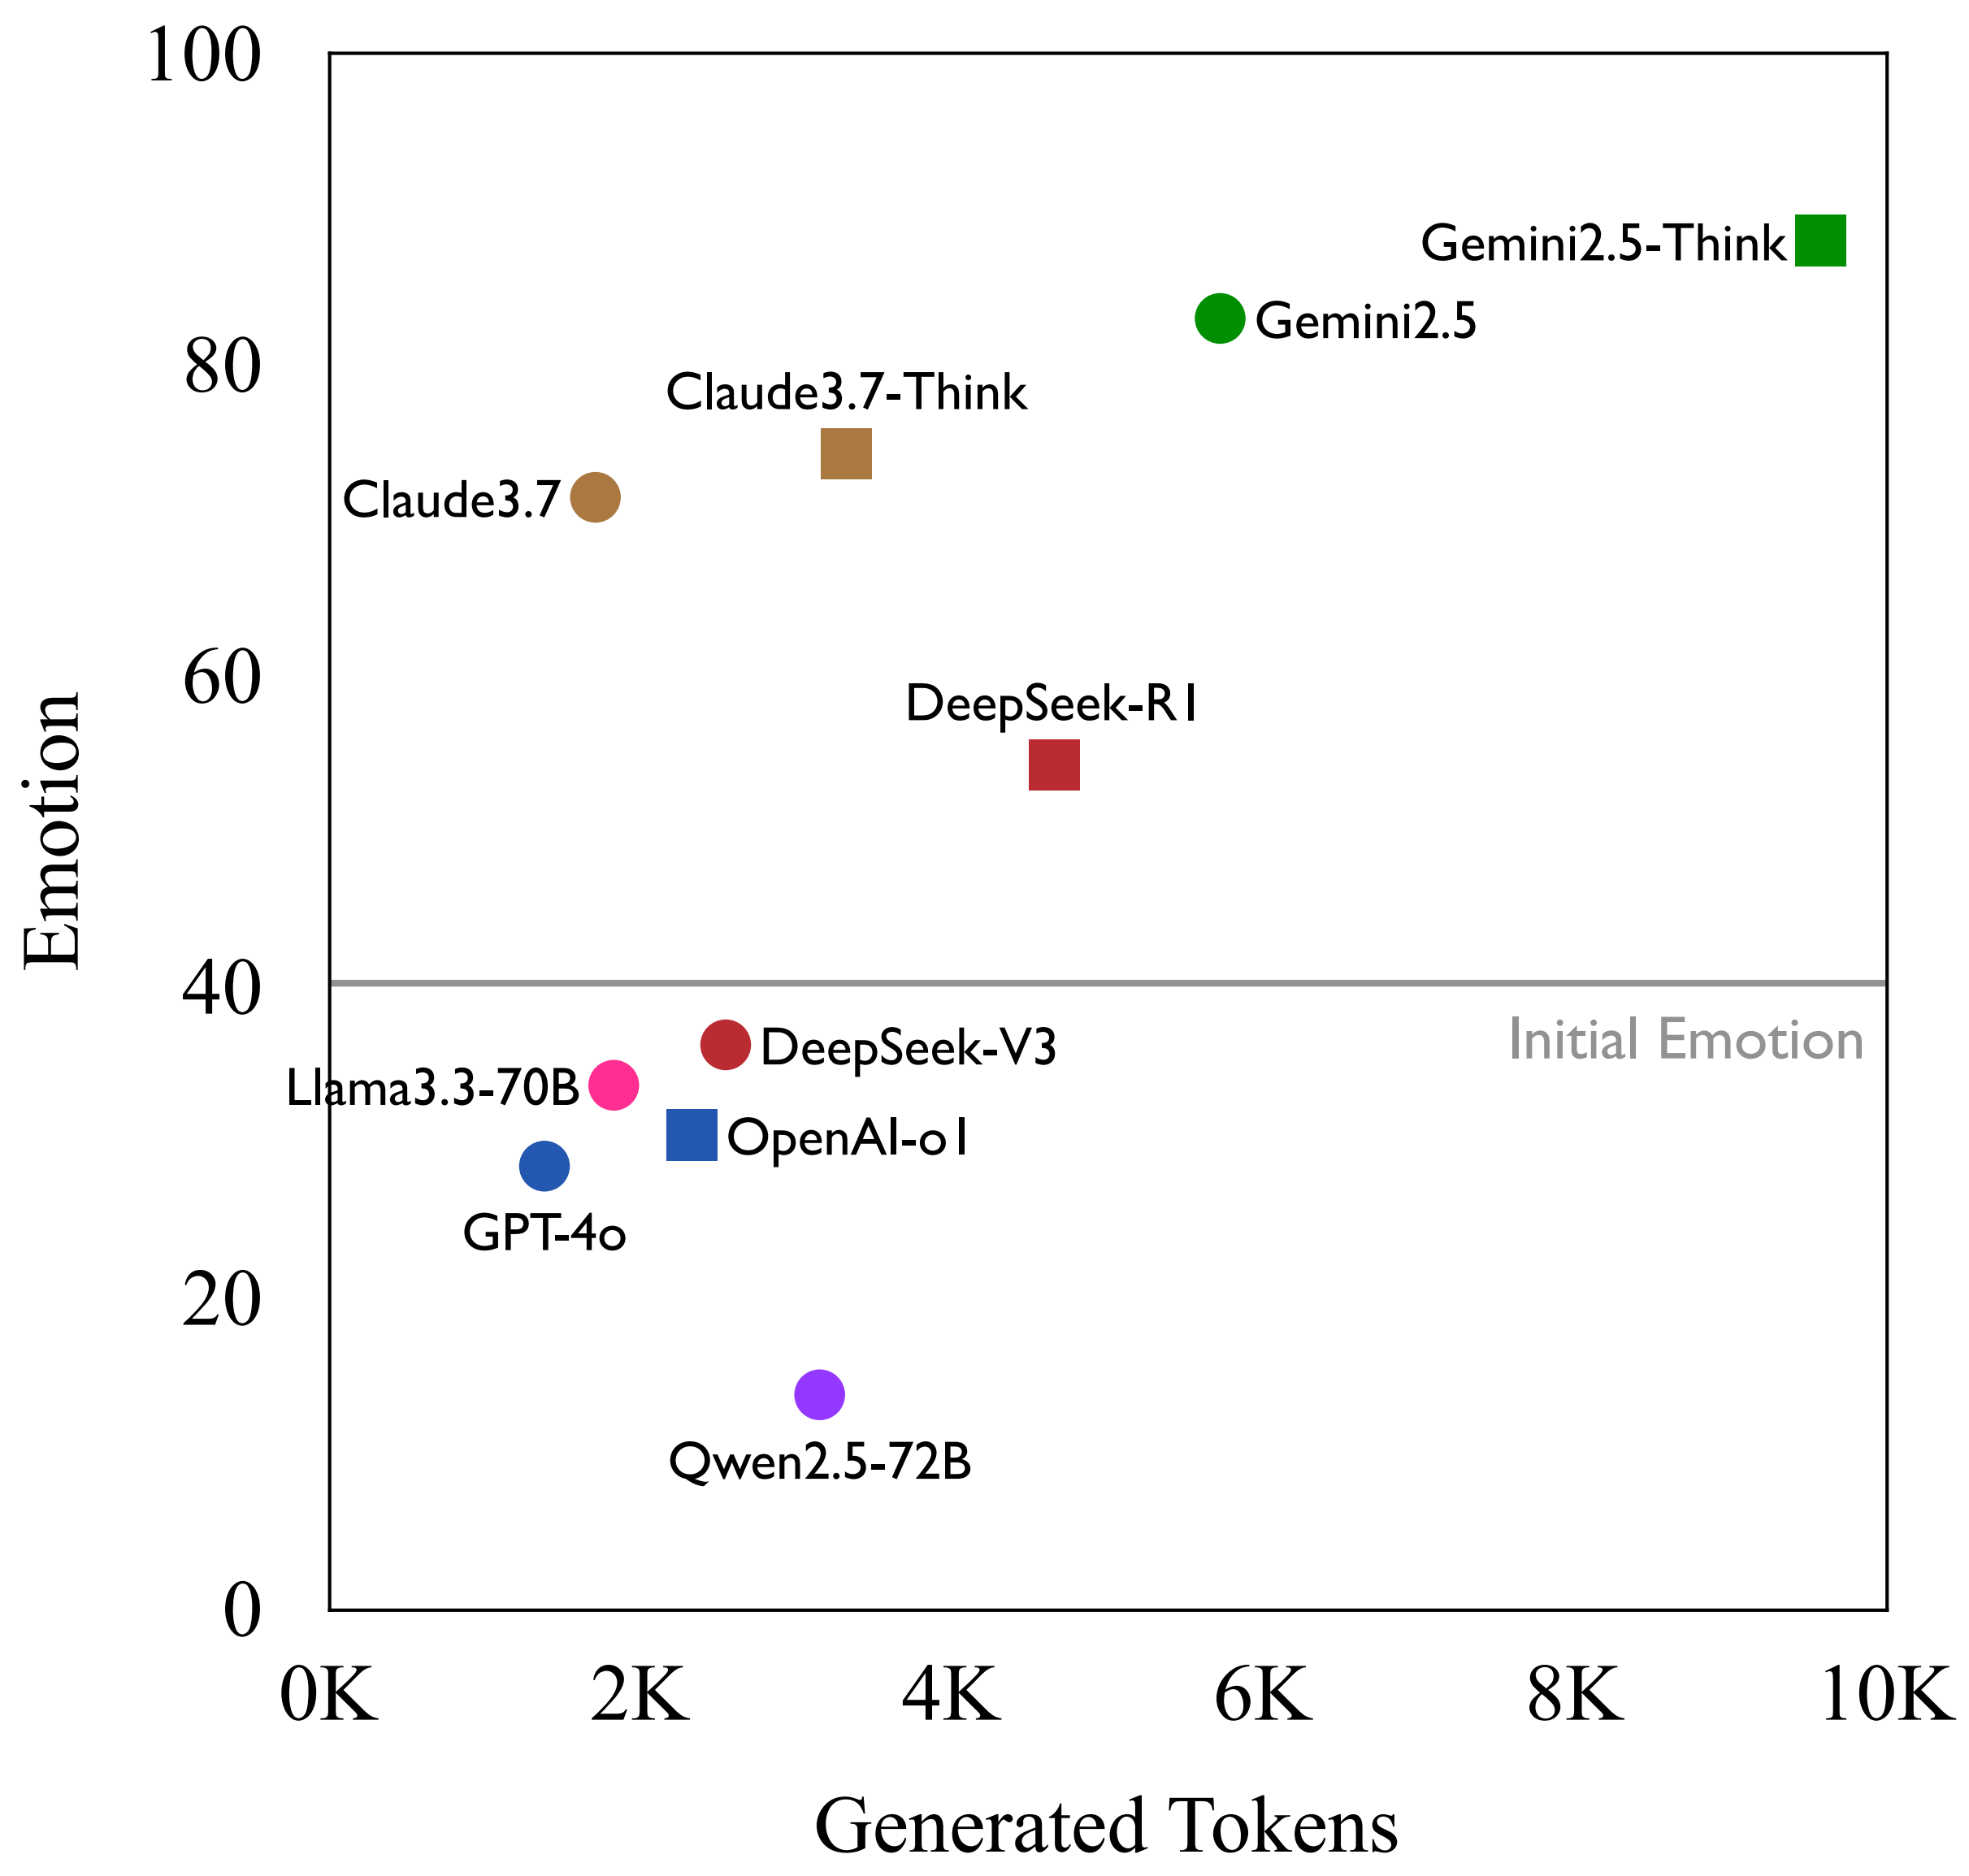 100
Gemini2.5-Think
Gemini2.5
80
Claude3.7-Think
Claude3.7
60
DeepSeek-R1
Emotion
40
Initial Emotion
DeepSeek-V3
Llama3.3-70B
OpenAI-o1
GPT-4o
20
Qwen2.5-72B
0
0K 2K 4K 6K 8K 10K
Generated Tokens